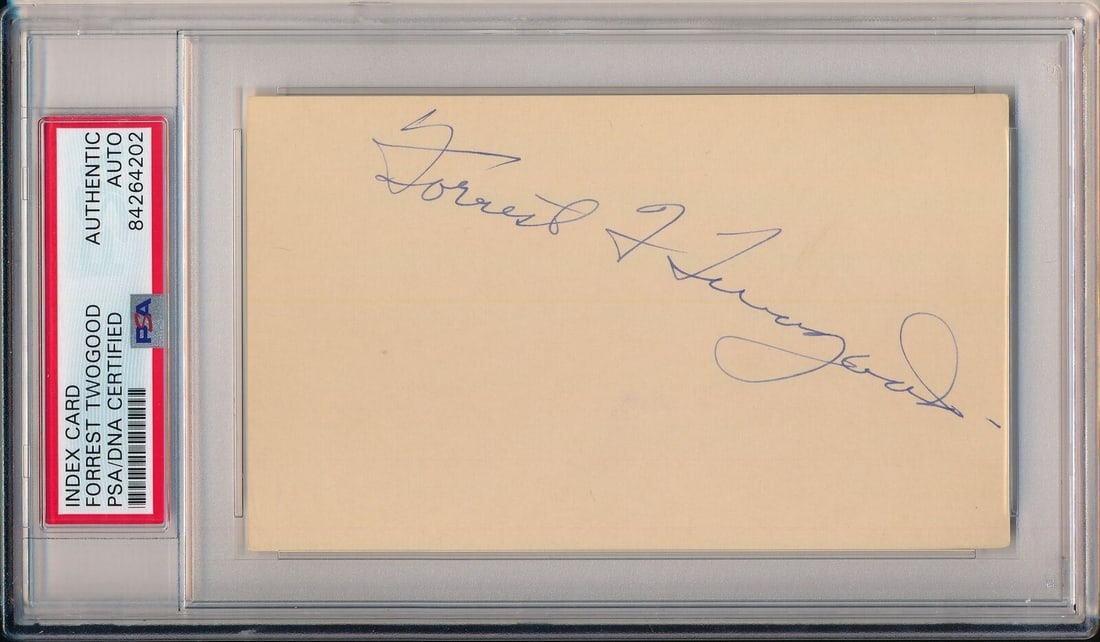 INDEX CARD
FORREST TWOGOOD AUTHENTIC
PSA/DNA CERTIFIED AUTO
84264202
PSA
Forrest F Twogood